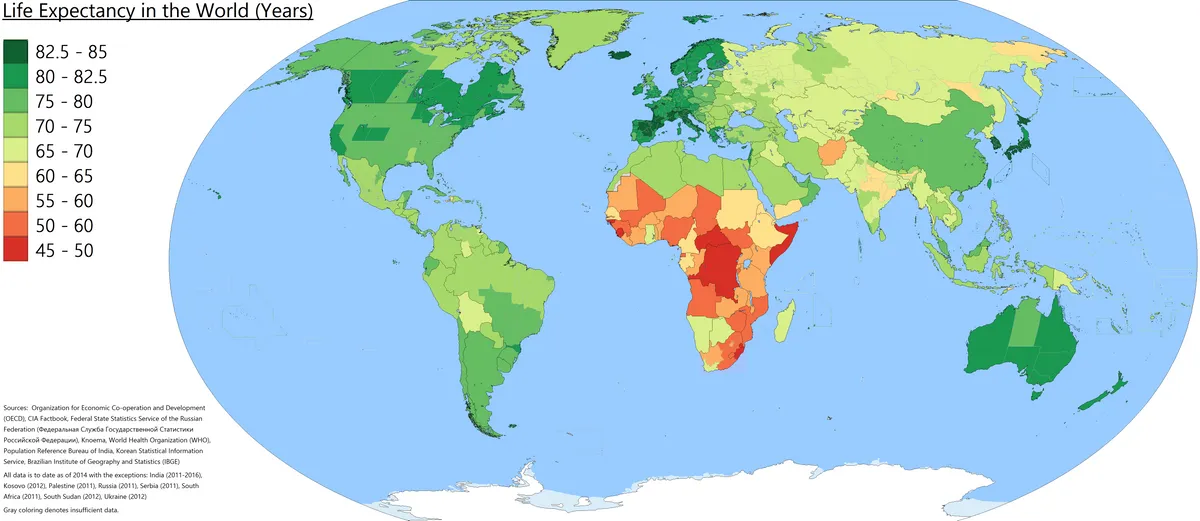 Life Expectancy in the World (Years)
82.5 - 85
80 - 82.5
75 - 80
70 - 75
65 - 70
60 - 65
55 - 60
50 - 60
45 - 50
Sources: Organization for Economic Co-operation and Development
(OECD), CIA Factbook, Federal State Statistics Service of the Russian
Federation (Федеральная Служба Государственной Статистики
Российской Федерации), Knoema, World Health Organization (WHO),
Population Reference Bureau of India, Korean Statistical Information
Service, Brazilian Institute of Geography and Statistics (IBGE)
All data is to date as of 2014 with the exceptions: India (2011-2016),
Kosovo (2012), Palestine (2011), Russia (2011), Serbia (2011), South
Africa (2011), South Sudan (2012), Ukraine (2012)
Gray coloring denotes insufficient data.